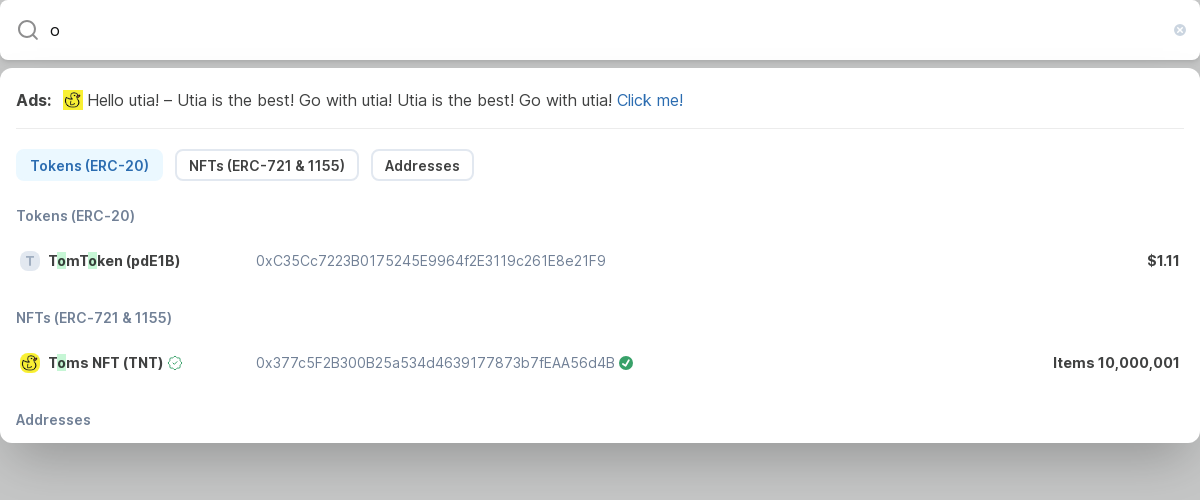 o
Ads: Hello utia! – Utia is the best! Go with utia! Utia is the best! Go with utia! Click me!
Tokens (ERC-20) NFTs (ERC-721 & 1155) Addresses
Tokens (ERC-20)
T TomToken (pdE1B) 0xC35Cc7223B0175245E9964f2E3119c261E8e21F9 $1.11
NFTs (ERC-721 & 1155)
Toms NFT (TNT) 0x377c5F2B300B25a534d4639177873b7fEAA56d4B Items 10,000,001
Addresses